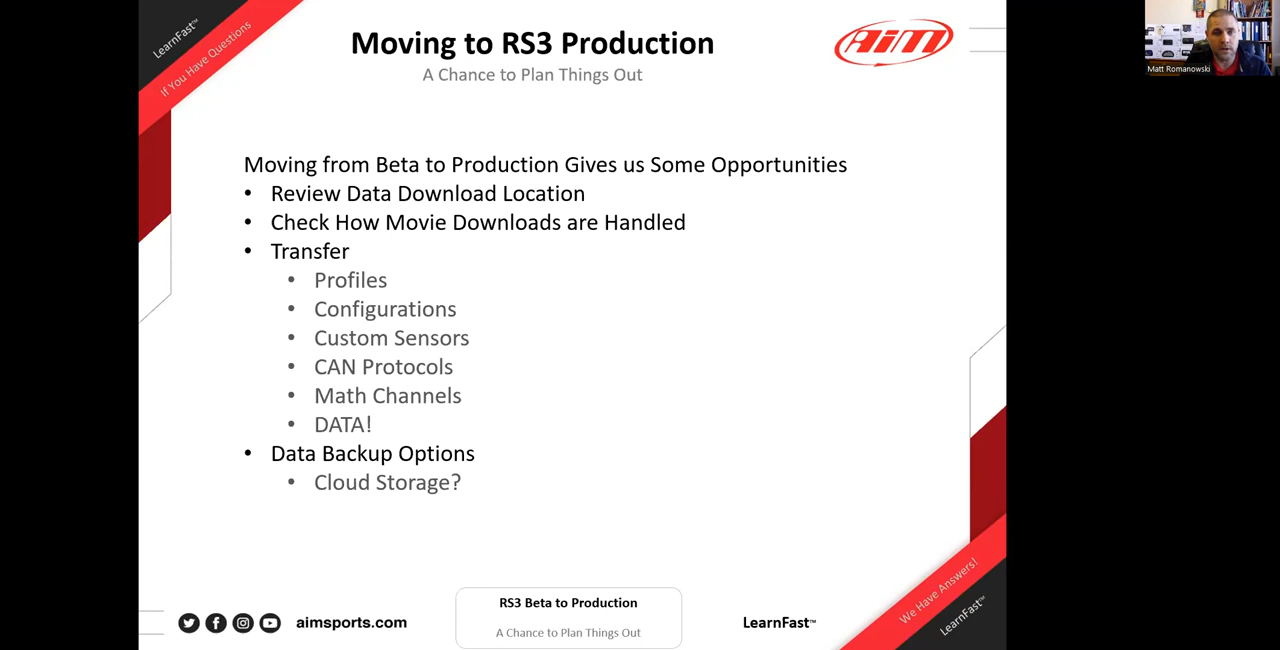 LearnFast™
If You Have Questions
Moving to RS3 Production
A Chance to Plan Things Out
AiM
Matt Romanowski
Moving from Beta to Production Gives us Some Opportunities
• Review Data Download Location
• Check How Movie Downloads are Handled
• Transfer
• Profiles
• Configurations
• Custom Sensors
• CAN Protocols
• Math Channels
• DATA!
• Data Backup Options
• Cloud Storage?
We Have Answers!
LearnFast™
aimsports.com
RS3 Beta to Production
A Chance to Plan Things Out
LearnFast™